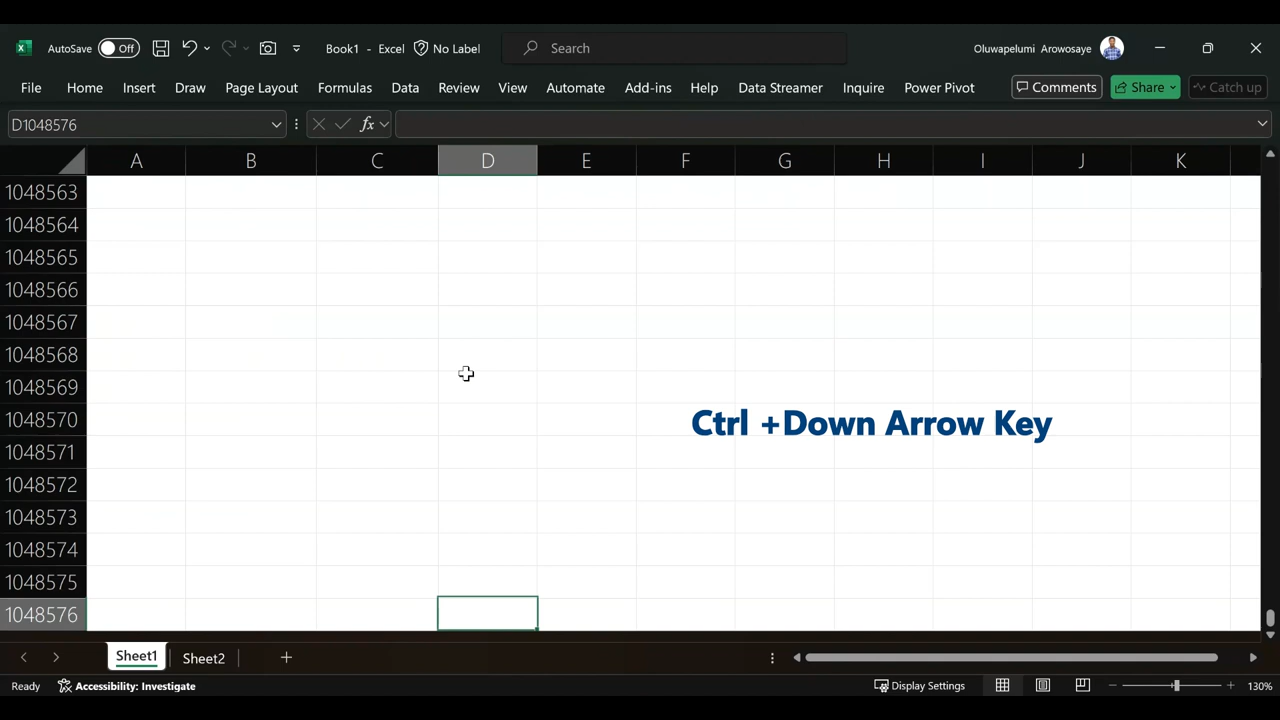 AutoSave Off Book1 - Excel No Label Search Oluwapelumi Arowosaye
File Home Insert Draw Page Layout Formulas Data Review View Automate Add-ins Help Data Streamer Inquire Power Pivot Comments Share Catch up
D1048576 fx
A B C D E F G H I J K
1048563
1048564
1048565
1048566
1048567
1048568
1048569
1048570 Ctrl +Down Arrow Key
1048571
1048572
1048573
1048574
1048575
1048576
Sheet1 Sheet2
Ready Accessibility: Investigate Display Settings 130%